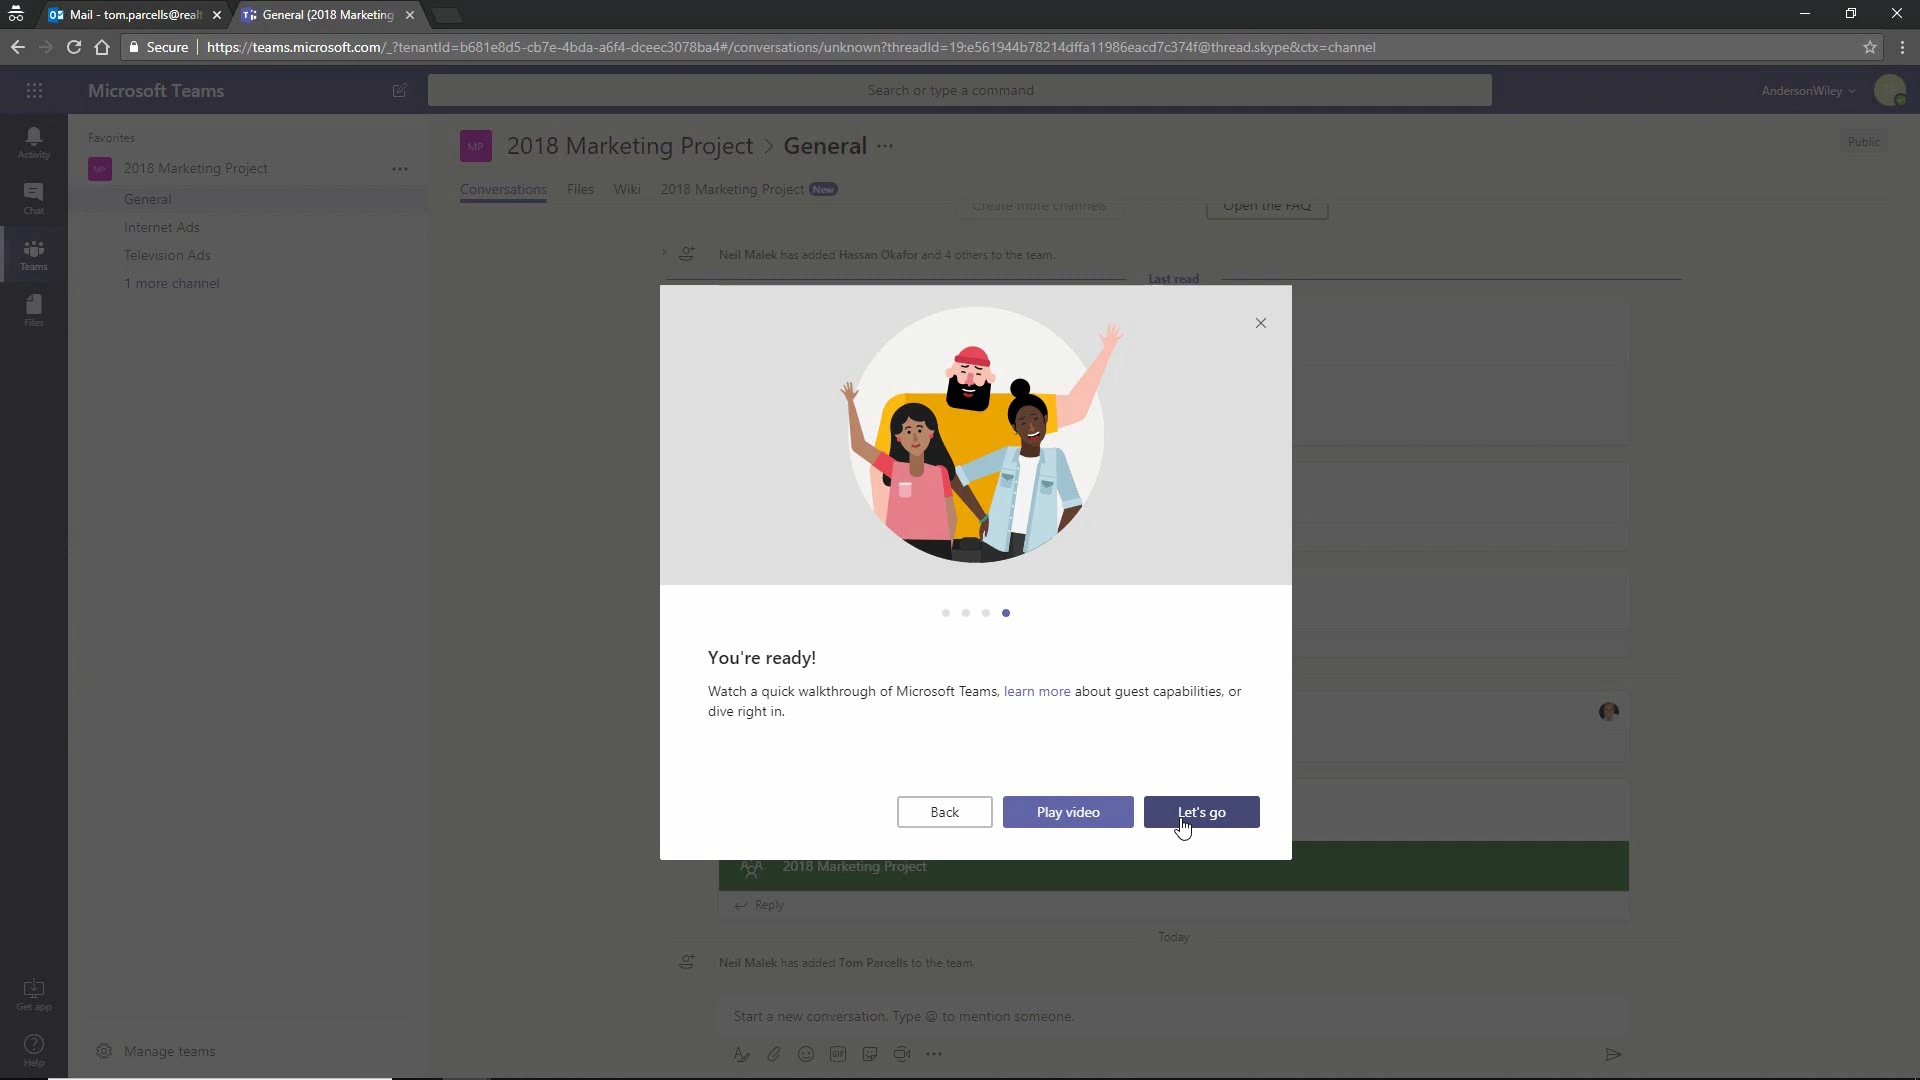 Mail - tom.parcells@realt
General (2018 Marketing
Secure
https://teams.microsoft.com/_?tenantId=b681e8d5-cb7e-4bda-a6f4-dceec3078ba4#/conversations/unknown?threadId=19:e561944b78214dffa11986eacd7c374f@thread.skype&ctx=channel
Microsoft Teams
Search or type a command
AndersonWiley
TP
Activity
Chat
Teams
Files
Get app
Help
Favorites
MP 2018 Marketing Project
General
Internet Ads
Television Ads
1 more channel
Manage teams
MP 2018 Marketing Project > General ...
Public
Conversations Files Wiki 2018 Marketing Project New
Create more channels Open the FAQ
Neil Malek has added Hassan Okafor and 4 others to the team.
Last read
You're ready!
Watch a quick walkthrough of Microsoft Teams, learn more about guest capabilities, or
dive right in.
Back Play video Let's go
2018 Marketing Project
Reply
Today
Neil Malek has added Tom Parcells to the team.
Start a new conversation. Type @ to mention someone.
GIF